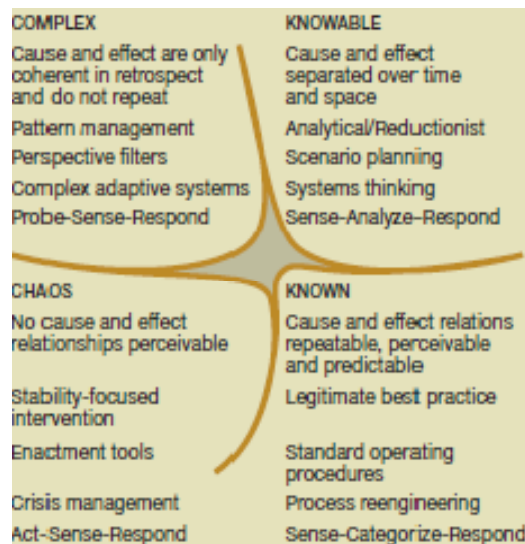 COMPLEX
Cause and effect are only
coherent in retrospect
and do not repeat
Pattern management
Perspective filters
Complex adaptive systems
Probe-Sense-Respond
KNOWABLE
Cause and effect
separated over time
and space
Analytical/Reductionist
Scenario planning
Systems thinking
Sense-Analyze-Respond
CHAOS
No cause and effect
relationships perceivable
Stability-focused
intervention
Enactment tools
Crisis management
Act-Sense-Respond
KNOWN
Cause and effect relations
repeatable, perceivable
and predictable
Legitimate best practice
Standard operating
procedures
Process reengineering
Sense-Categorize-Respond